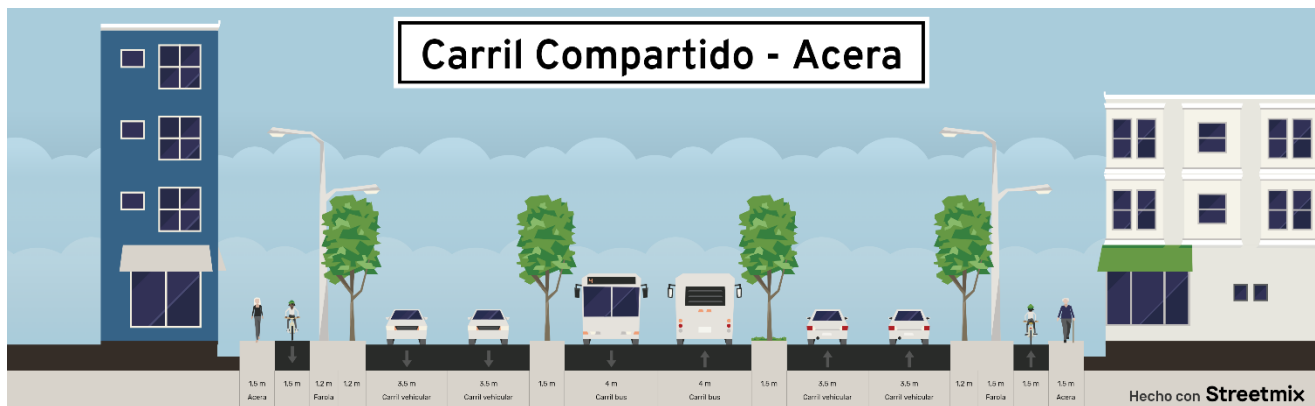 Carril Compartido - Acera
1,5 m 1,5 m 1,2 m 1,2 m 3,5 m 3,5 m 1,5 m 4 m 4 m 1,5 m 3,5 m 3,5 m 1,2 m 1,5 m 1,5 m 1,5 m
Acera Farola Carril vehicular Carril vehicular Carril bus Carril bus Carril vehicular Carril vehicular Farola Acera
Hecho con Streetmix